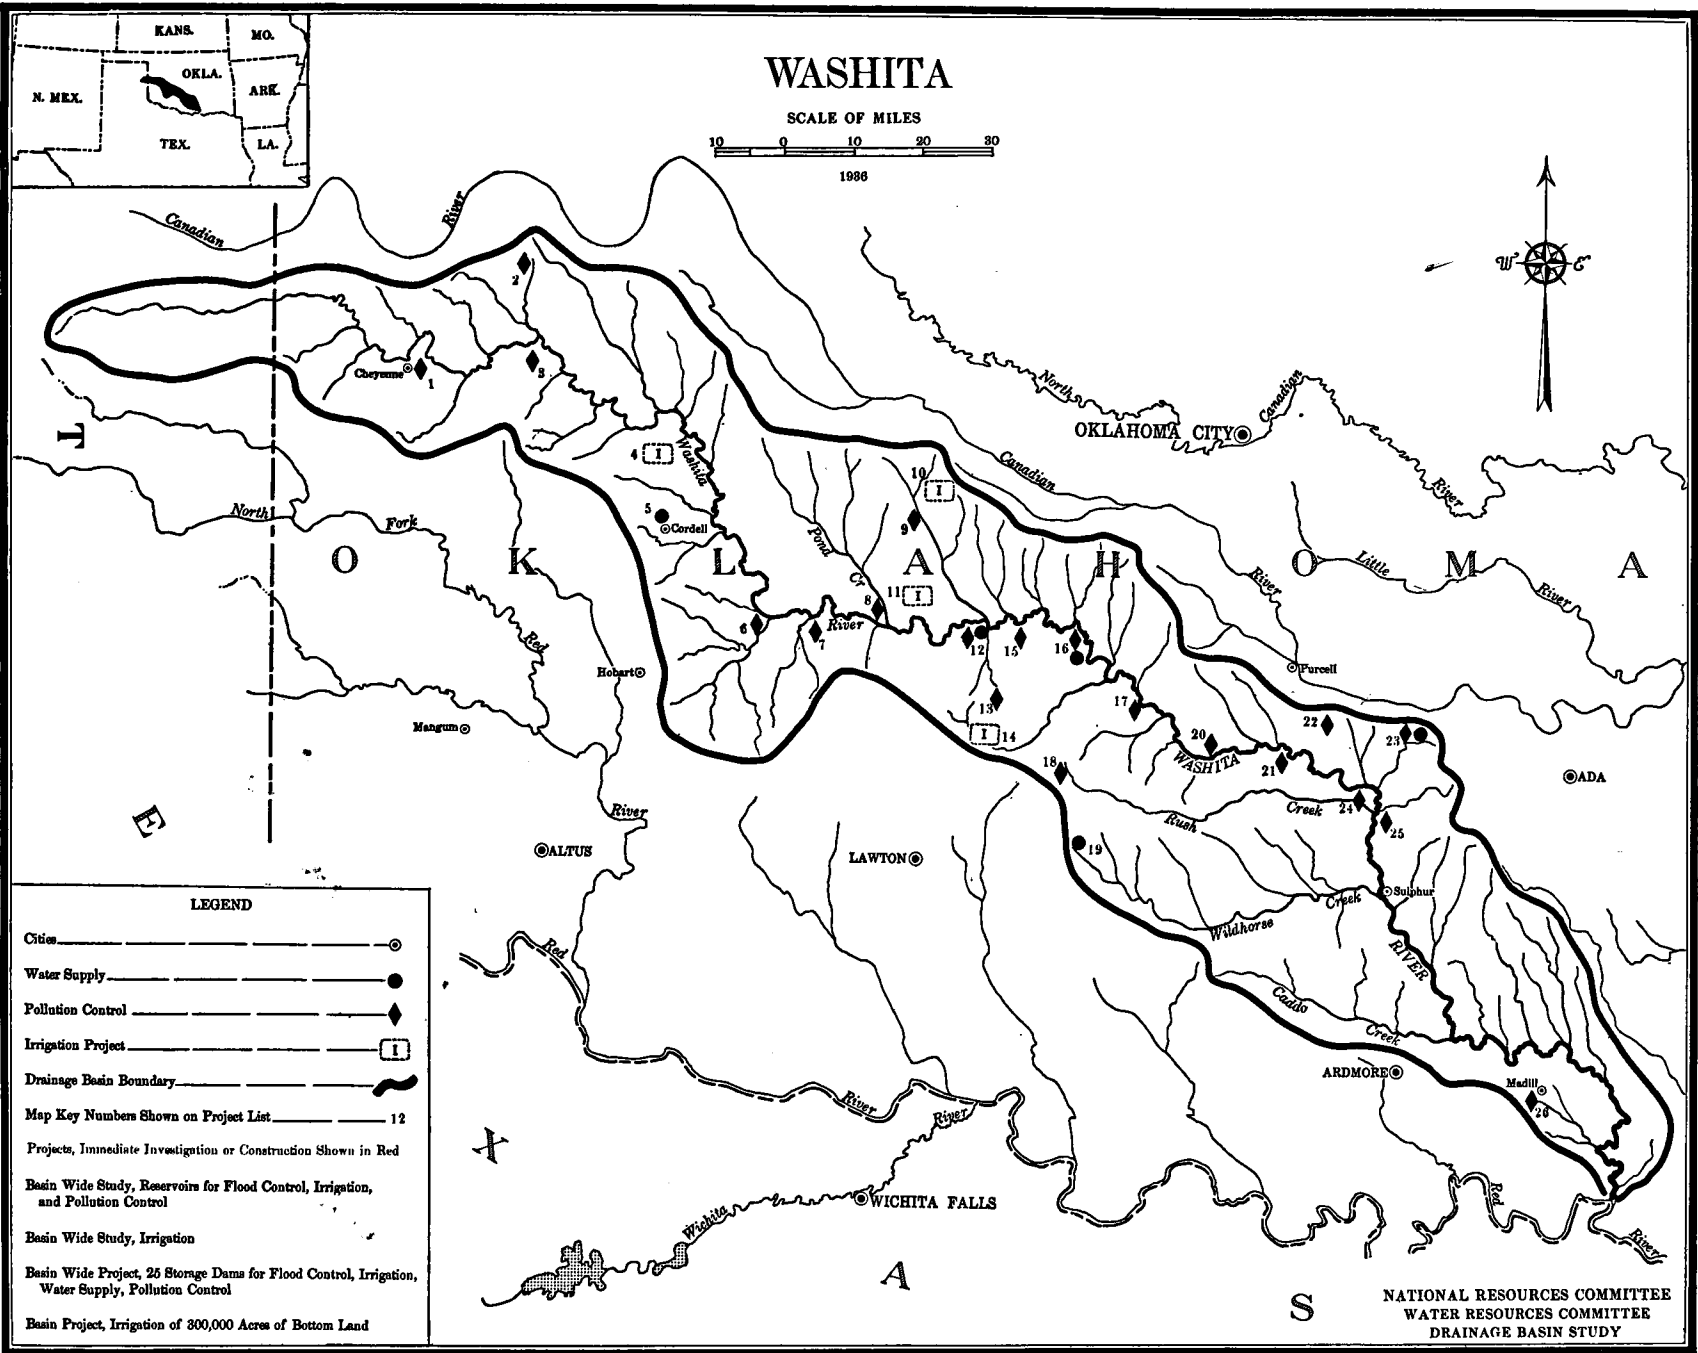 KANS.
MO.
OKLA.
N. MEX.
ARK.
TEX.
LA.
WASHITA
SCALE OF MILES
10 0 10 20 30
1936
W E
Canadian
River
2
Cheyenne
1
3
North
Canadian
OKLAHOMA CITY
River
T
4 I
Washita
Canadian
10
I
5
Cordell
9
North
Fork
Pond
Cr.
O K L A H O M A
Little
River
River
11 I
8
6
7
River
12
15
16
Red
Hobart
Purcell
13
17
I 14
Mangum
22
23
20
WASHITA
21
18
ADA
E
River
Creek
24
Rush
25
ALTUS
LAWTON
19
Sulphur
Creek
Wildhorse
RIVER
Red
Caddo
Creek
ARDMORE
Madill
26
River
River
X
WICHITA FALLS
Wichita
Red
River
A
S
LEGEND
Cities
Water Supply
Pollution Control
Irrigation Project I
Drainage Basin Boundary
Map Key Numbers Shown on Project List 12
Projects, Immediate Investigation or Construction Shown in Red
Basin Wide Study, Reservoirs for Flood Control, Irrigation,
and Pollution Control
Basin Wide Study, Irrigation
Basin Wide Project, 25 Storage Dams for Flood Control, Irrigation,
Water Supply, Pollution Control
Basin Project, Irrigation of 300,000 Acres of Bottom Land
NATIONAL RESOURCES COMMITTEE
WATER RESOURCES COMMITTEE
DRAINAGE BASIN STUDY